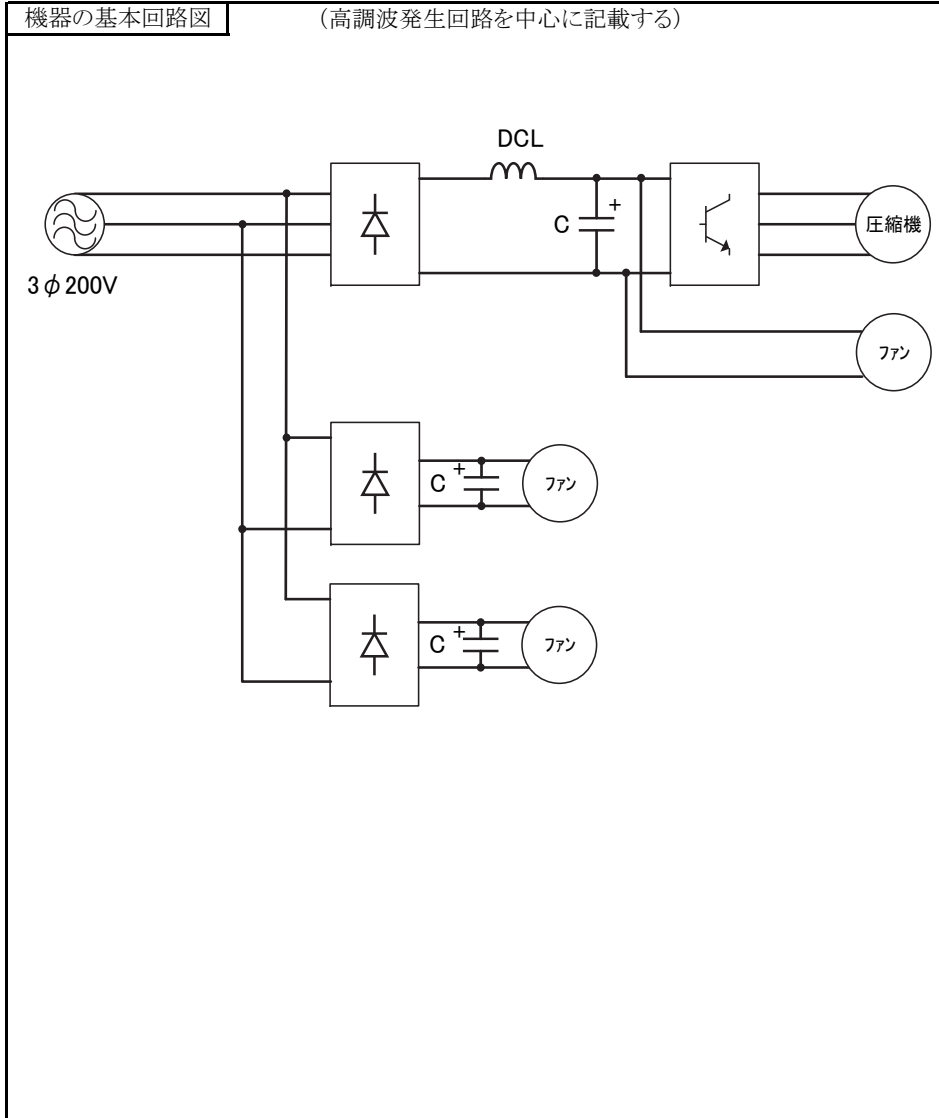 機器の基本回路図 (高調波発生回路を中心に記載する)
DCL
C +
圧縮機
3φ200V
ファン
C +
ファン
C +
ファン